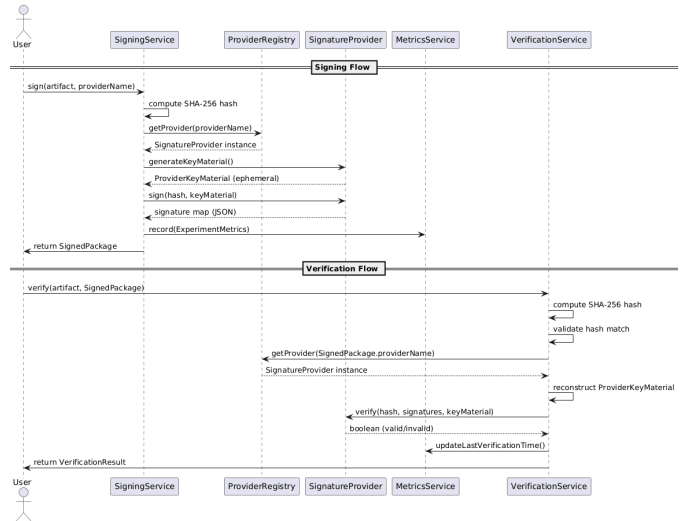 User
SigningService
ProviderRegistry
SignatureProvider
MetricsService
VerificationService
Signing Flow
sign(artifact, providerName)
compute SHA-256 hash
getProvider(providerName)
SignatureProvider instance
generateKeyMaterial()
ProviderKeyMaterial (ephemeral)
sign(hash, keyMaterial)
signature map (JSON)
record(ExperimentMetrics)
return SignedPackage
Verification Flow
verify(artifact, SignedPackage)
compute SHA-256 hash
validate hash match
getProvider(SignedPackage.providerName)
SignatureProvider instance
reconstruct ProviderKeyMaterial
verify(hash, signatures, keyMaterial)
boolean (valid/invalid)
updateLastVerificationTime()
return VerificationResult
User
SigningService
ProviderRegistry
SignatureProvider
MetricsService
VerificationService